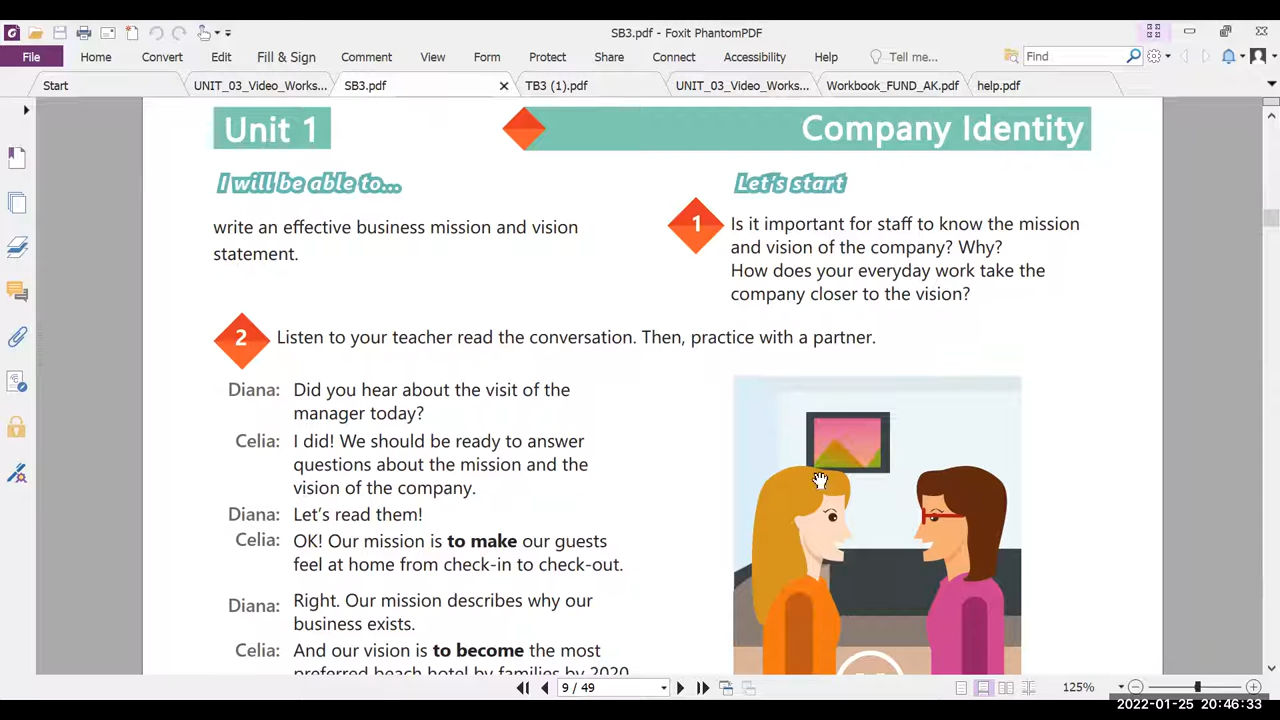 SB3.pdf - Foxit PhantomPDF
File Home Convert Edit Fill & Sign Comment View Form Protect Share Connect Accessibility Help Tell me... Find
Start UNIT_03_Video_Works... SB3.pdf TB3 (1).pdf UNIT_03_Video_Works... Workbook_FUND_AK.pdf help.pdf
Unit 1
Company Identity
I will be able to...
write an effective business mission and vision
statement.
Let's start
1
Is it important for staff to know the mission
and vision of the company? Why?
How does your everyday work take the
company closer to the vision?
2 Listen to your teacher read the conversation. Then, practice with a partner.
Diana: Did you hear about the visit of the
manager today?
Celia: I did! We should be ready to answer
questions about the mission and the
vision of the company.
Diana: Let's read them!
Celia: OK! Our mission is to make our guests
feel at home from check-in to check-out.
Diana: Right. Our mission describes why our
business exists.
Celia: And our vision is to become the most
preferred beach hotel by families by 2020
9 / 49
125%
2022-01-25 20:46:33